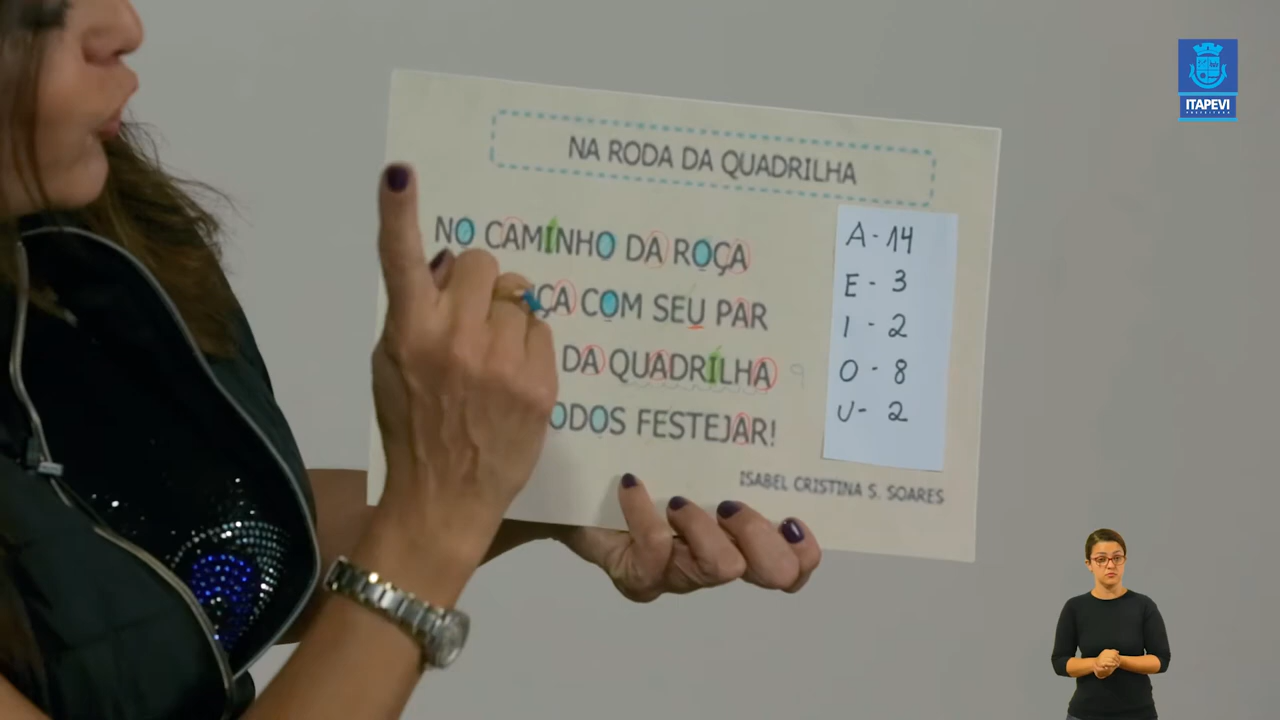 ITAPEVI
PREFEITURA
NA RODA DA QUADRILHA
NO CAMINHO DA ROÇA
ÇA COM SEU PAR
DA QUADRILHA
ODOS FESTEJAR!
ISABEL CRISTINA S. SOARES
A - 14
E - 3
I - 2
O - 8
U - 2